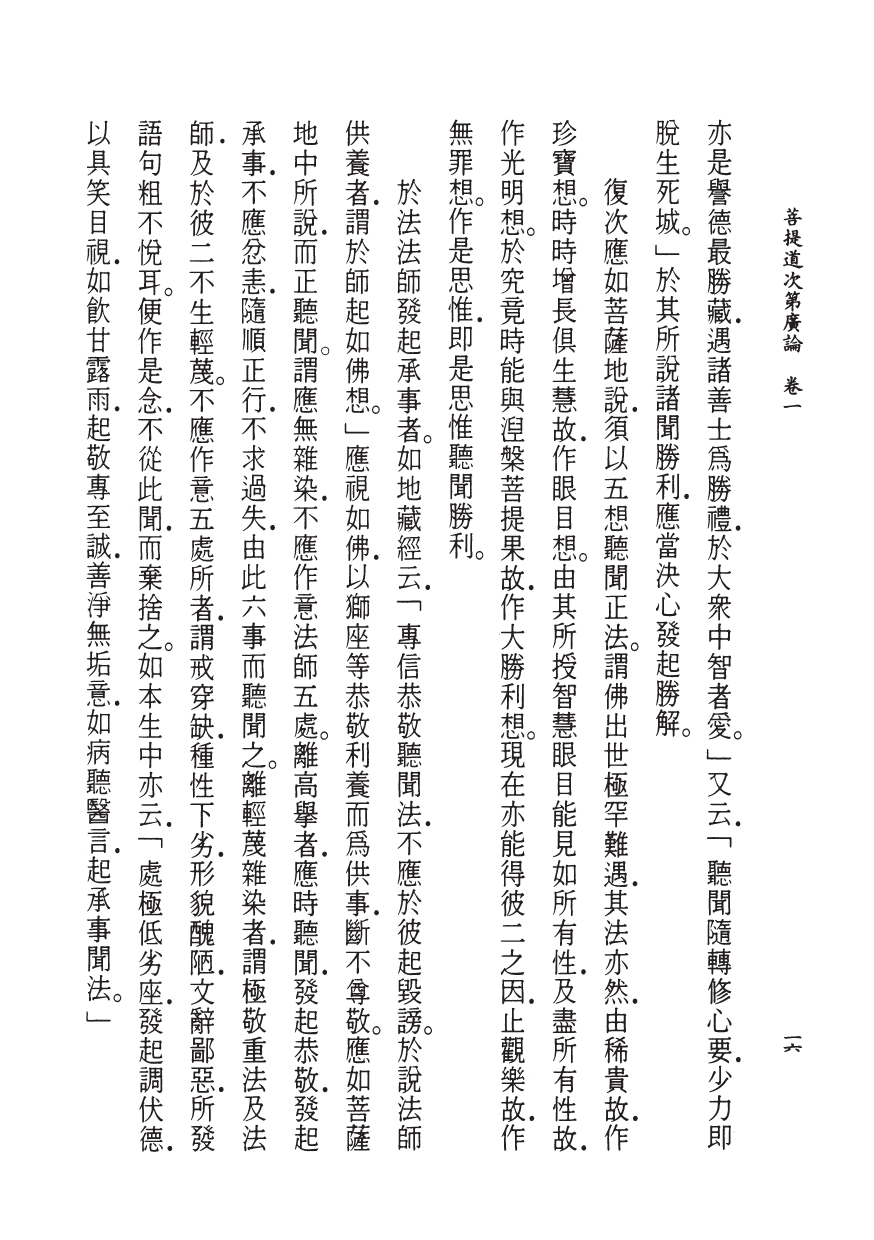 菩提道次第廣論　卷一
一六
亦是譽德最勝藏．遇諸善士為勝禮．於大衆中智者愛。」又云．「聽聞隨轉修心要．少力即
脫生死城。」於其所說諸聞勝利．應當決心發起勝解。
　　復次應如菩薩地說．須以五想聽聞正法。謂佛出世極罕難遇．其法亦然．由稀貴故．作
珍寶想。時時增長俱生慧故．作眼目想。由其所授智慧眼目能見如所有性．及盡所有性故．
作光明想。於究竟時能與湼槃菩提果故．作大勝利想。現在亦能得彼二之因．止觀樂故．作
無罪想。作是思惟．即是思惟聽聞勝利。
　　於法法師發起承事者。如地藏經云．「專信恭敬聽聞法．不應於彼起毀謗。於說法師
供養者．謂於師起如佛想。」應視如佛．以獅座等恭敬利養而為供事．斷不尊敬。應如菩薩
地中所說．而正聽聞。謂應無雜染．不應作意法師五處。離高擧者．應時聽聞．發起恭敬．發起
承事．不應忿恚．隨順正行．不求過失．由此六事而聽聞之。離輕蔑雜染者．謂極敬重法及法
師．及於彼二不生輕蔑。不應作意五處所者．謂戒穿缺．種性下劣．形貌醜陋．文辭鄙惡．所發
語句粗不悅耳。便作是念．不從此聞．而棄捨之。如本生中亦云．「處極低劣座．發起調伏德．
以具笑目視．如飲甘露雨．起敬專至誠．善淨無垢意．如病聽醫言．起承事聞法。」